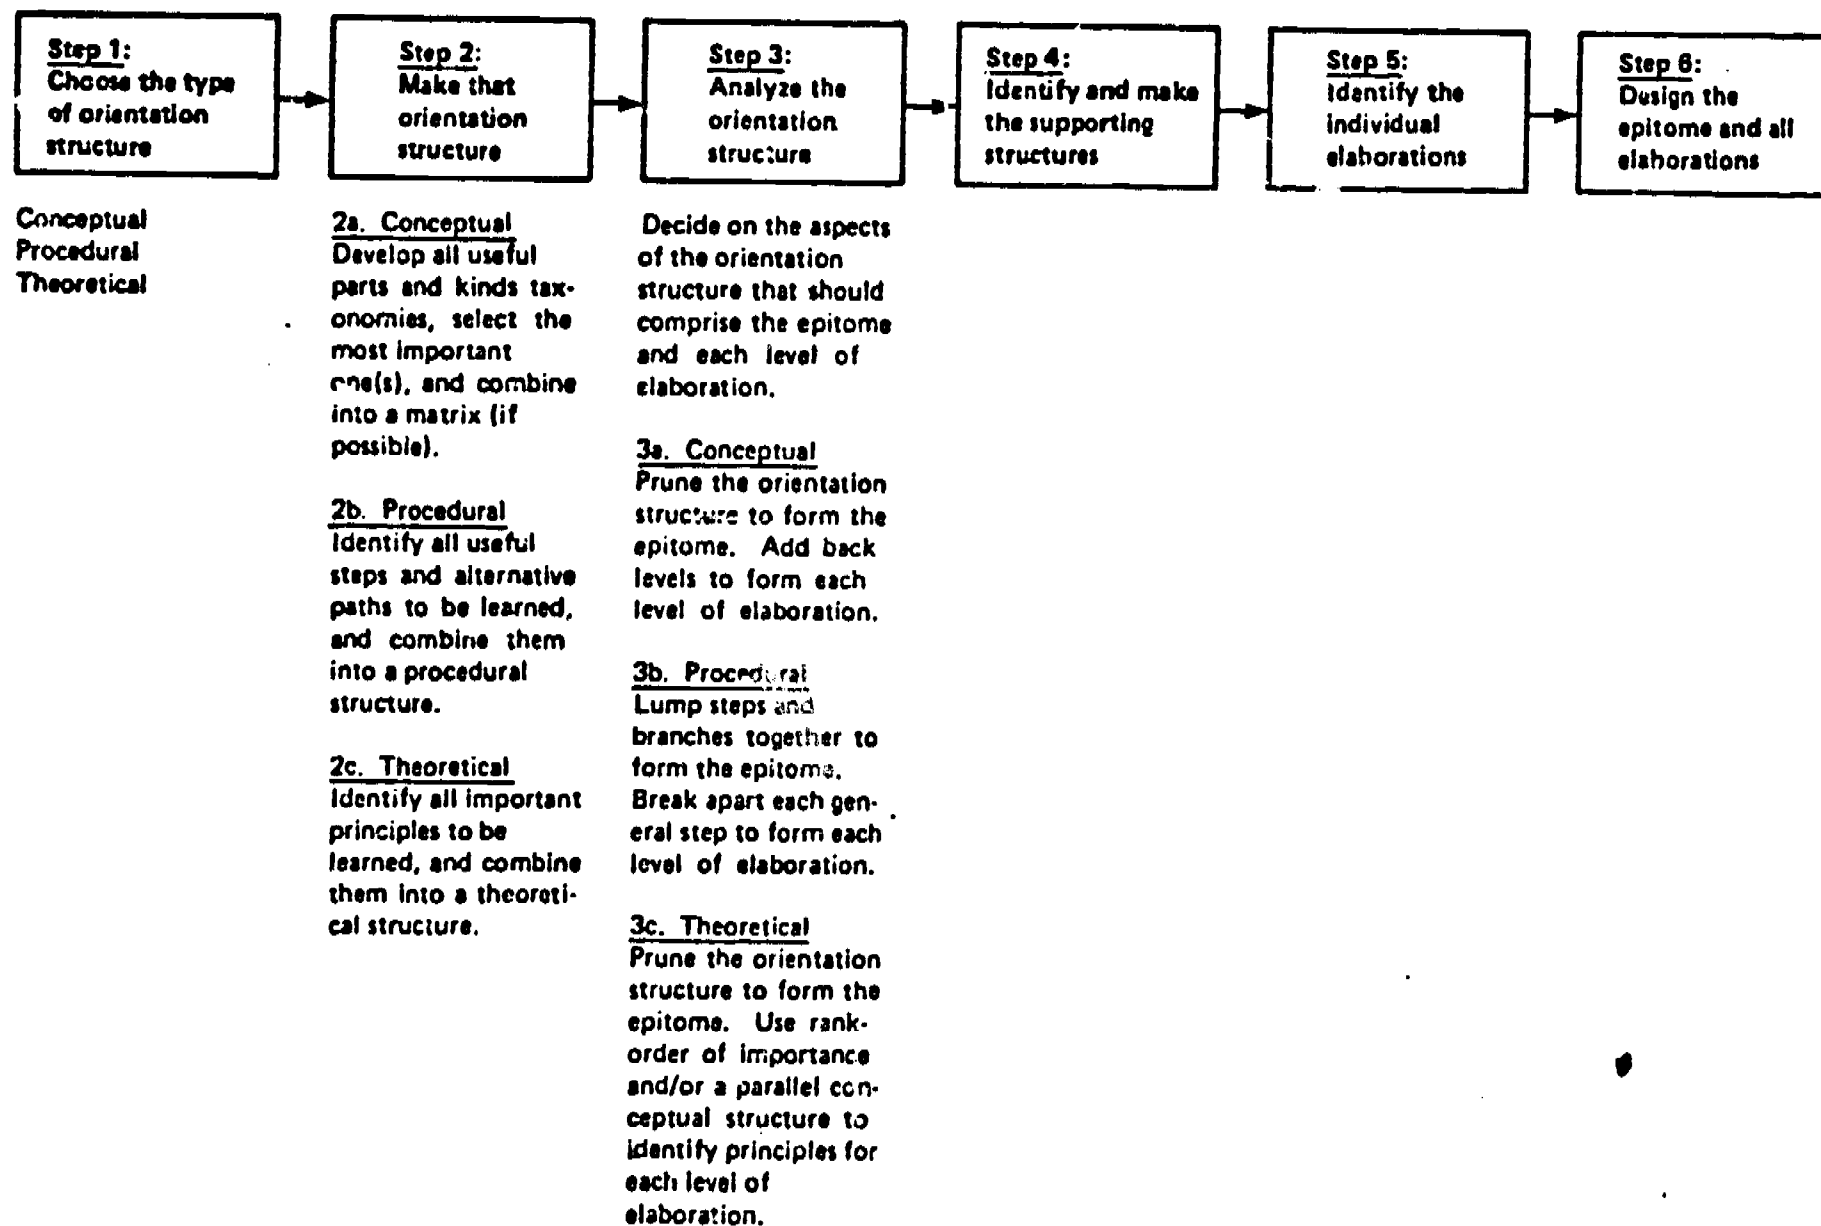 Step 1:
Choose the type
of orientation
structure
Step 2:
Make that
orientation
structure
Step 3:
Analyze the
orientation
structure
Step 4:
Identify and make
the supporting
structures
Step 5:
Identify the
individual
elaborations
Step 6:
Design the
epitome and all
elaborations
Conceptual
Procedural
Theoretical
2a. Conceptual
Develop all useful
parts and kinds tax-
onomies, select the
most important
one(s), and combine
into a matrix (if
possible).
2b. Procedural
Identify all useful
steps and alternative
paths to be learned,
and combine them
into a procedural
structure.
2c. Theoretical
Identify all important
principles to be
learned, and combine
them into a theoreti-
cal structure.
Decide on the aspects
of the orientation
structure that should
comprise the epitome
and each level of
elaboration.
3a. Conceptual
Prune the orientation
structure to form the
epitome. Add back
levels to form each
level of elaboration.
3b. Procedural
Lump steps and
branches together to
form the epitome.
Break apart each gen-
eral step to form each
level of elaboration.
3c. Theoretical
Prune the orientation
structure to form the
epitome. Use rank-
order of importance
and/or a parallel con-
ceptual structure to
identify principles for
each level of
elaboration.